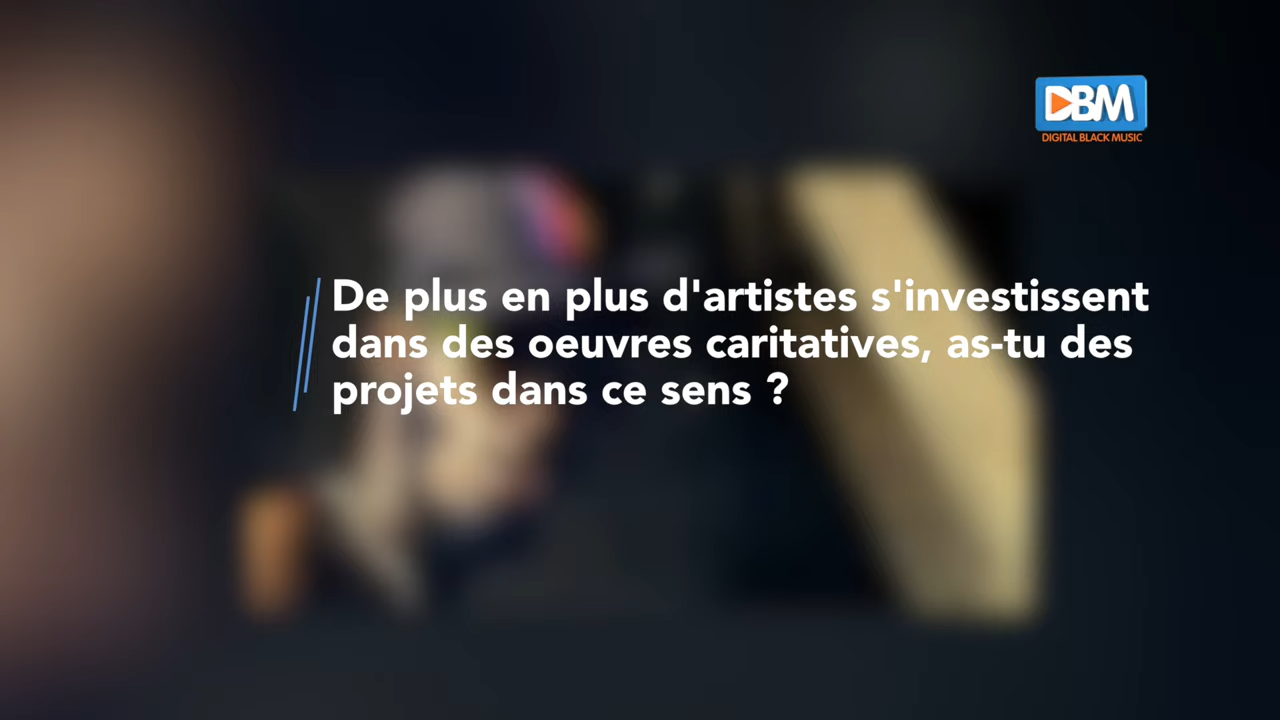 DBM
DIGITAL BLACK MUSIC
De plus en plus d'artistes s'investissent
dans des oeuvres caritatives, as-tu des
projets dans ce sens ?